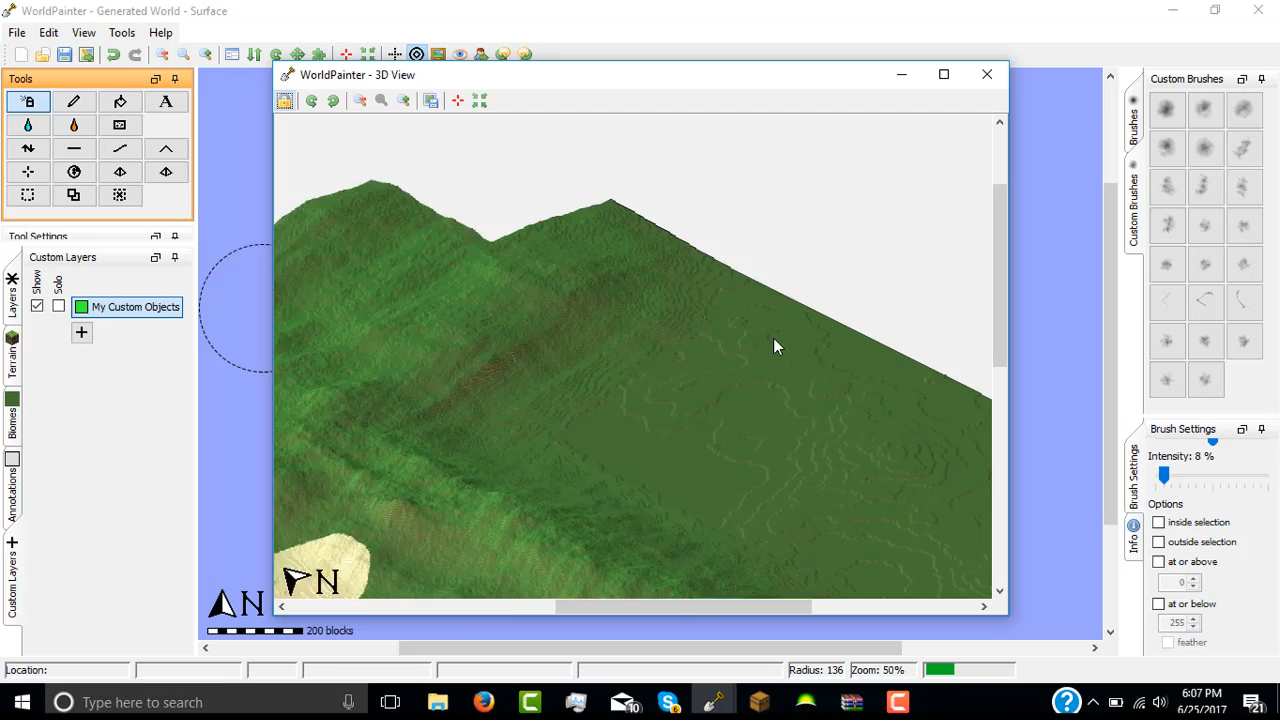 WorldPainter - Generated World - Surface
File Edit View Tools Help
Tools
A
Tool Settings
Custom Layers
Show
Solo
My Custom Objects
+
Layers
Terrain
Biomes
Annotations
Custom Layers
WorldPainter - 3D View
N
N
200 blocks
Custom Brushes
Brushes
Custom Brushes
Brush Settings
Intensity: 8 %
Options
inside selection
outside selection
at or above
0
at or below
255
feather
Brush Settings
Info
Location:
Radius: 136
Zoom: 50%
Type here to search
10
6
6:07 PM
6/25/2017
21